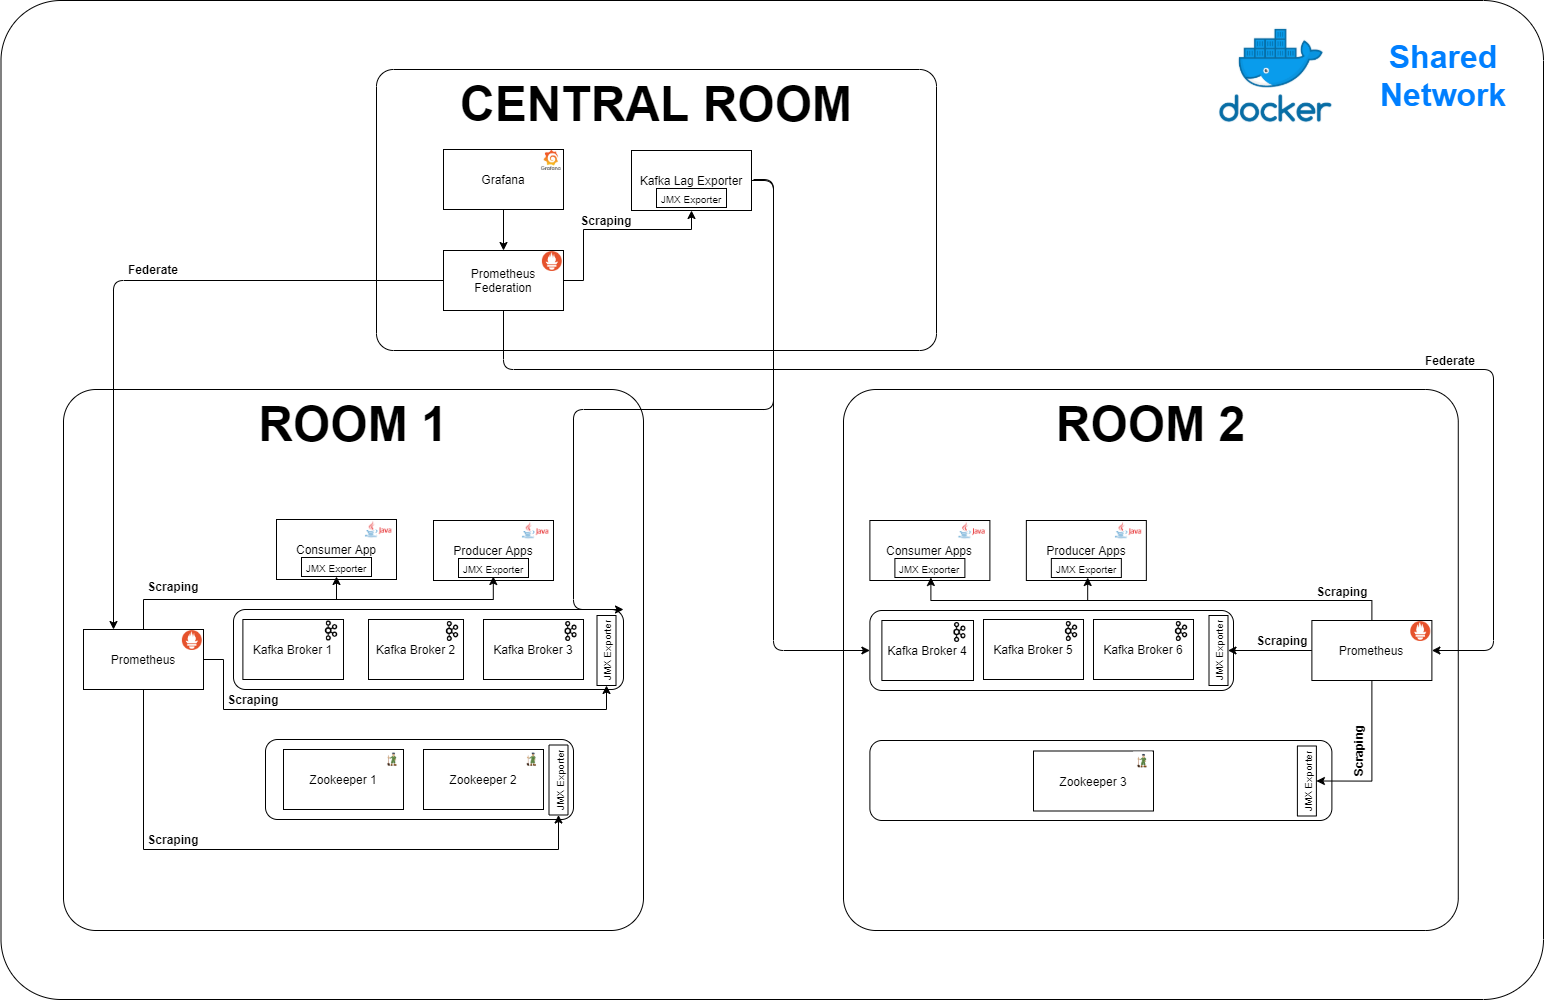 docker
Shared
Network
CENTRAL ROOM
Grafana
Grafana
Kafka Lag Exporter
JMX Exporter
Scraping
Prometheus
Federation
Federate
Federate
ROOM 1
Java
Consumer App
JMX Exporter
Java
Producer Apps
JMX Exporter
Scraping
Prometheus
Kafka Broker 1
Kafka Broker 2
Kafka Broker 3
JMX Exporter
Scraping
Zookeeper 1
Zookeeper 2
JMX Exporter
Scraping
ROOM 2
Java
Consumer Apps
JMX Exporter
Java
Producer Apps
JMX Exporter
Scraping
Kafka Broker 4
Kafka Broker 5
Kafka Broker 6
JMX Exporter
Scraping
Prometheus
Scraping
Zookeeper 3
JMX Exporter